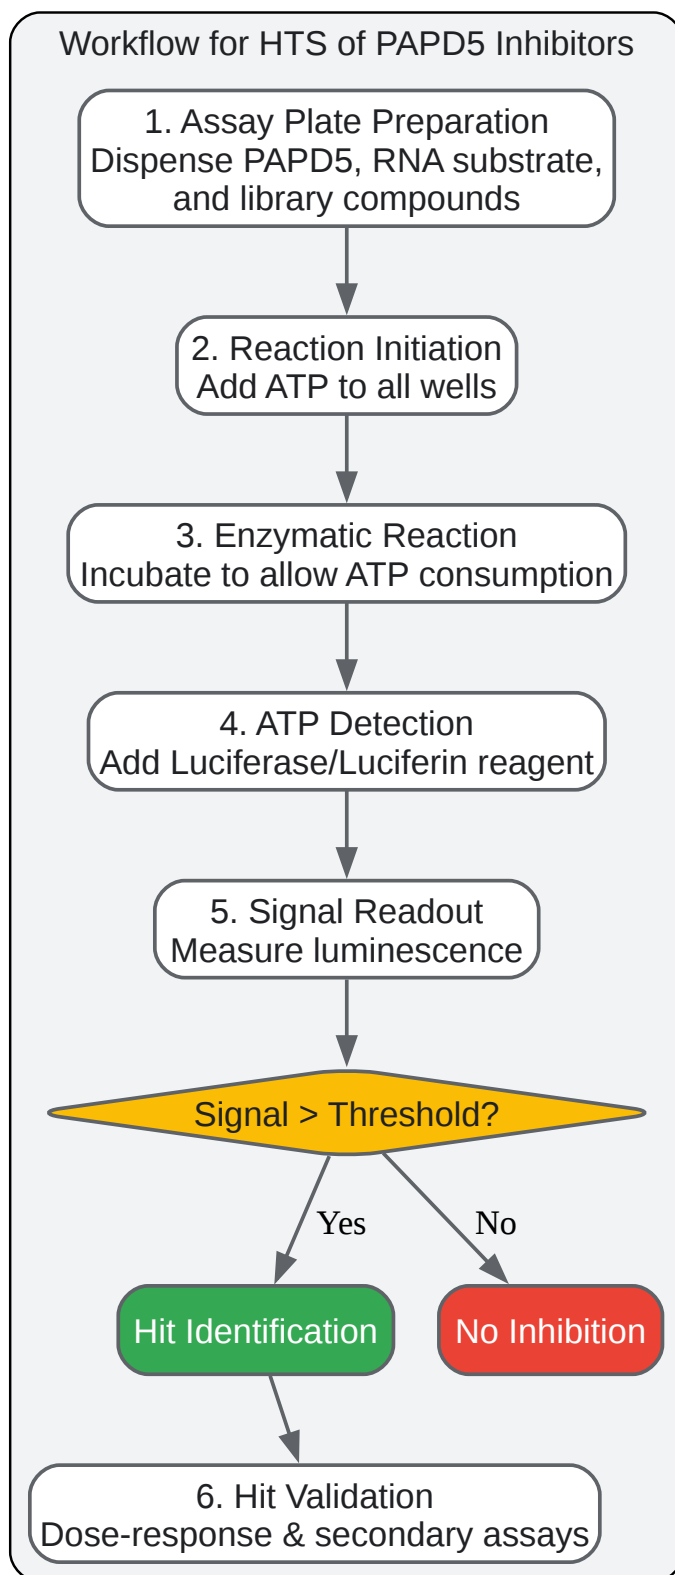 Workflow for HTS of PAPD5 Inhibitors
1. Assay Plate Preparation
Dispense PAPD5, RNA substrate,
and library compounds
2. Reaction Initiation
Add ATP to all wells
3. Enzymatic Reaction
Incubate to allow ATP consumption
4. ATP Detection
Add Luciferase/Luciferin reagent
5. Signal Readout
Measure luminescence
Signal > Threshold?
Yes
No
Hit Identification
No Inhibition
6. Hit Validation
Dose-response & secondary assays